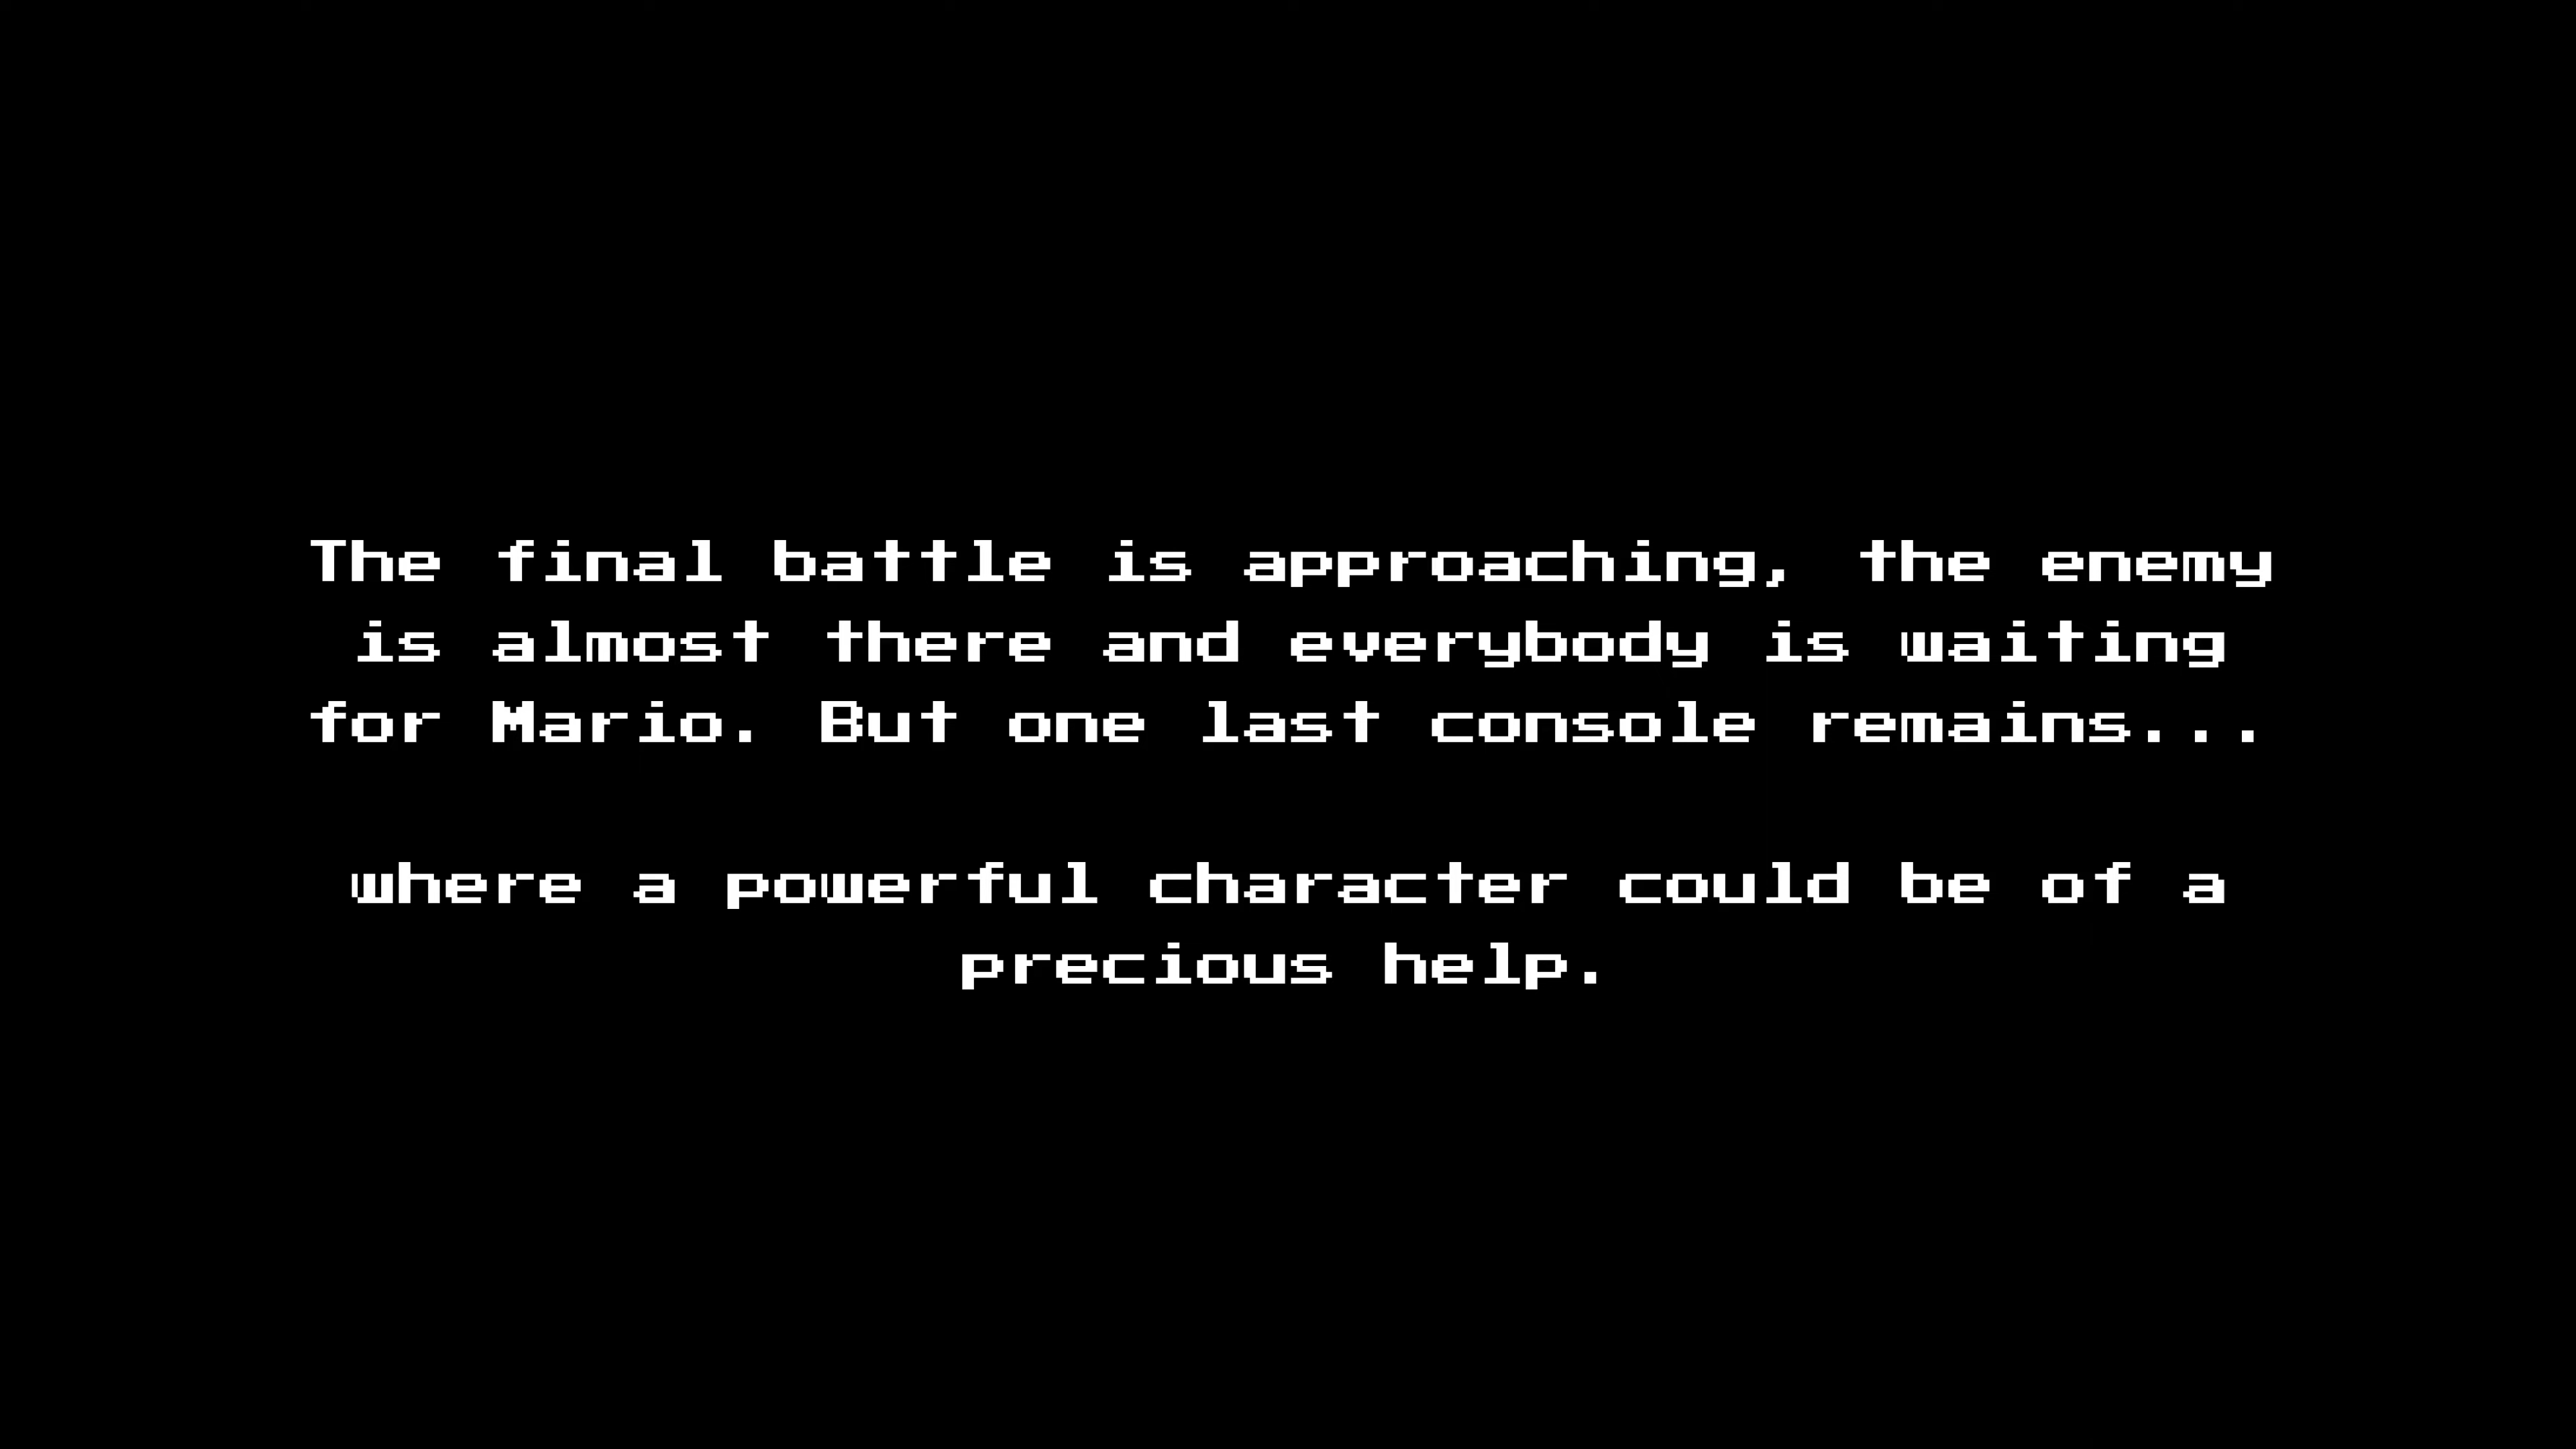 The final battle is approaching, the enemy
is almost there and everybody is waiting
for Mario. But one last console remains...
where a powerful character could be of a
precious help.